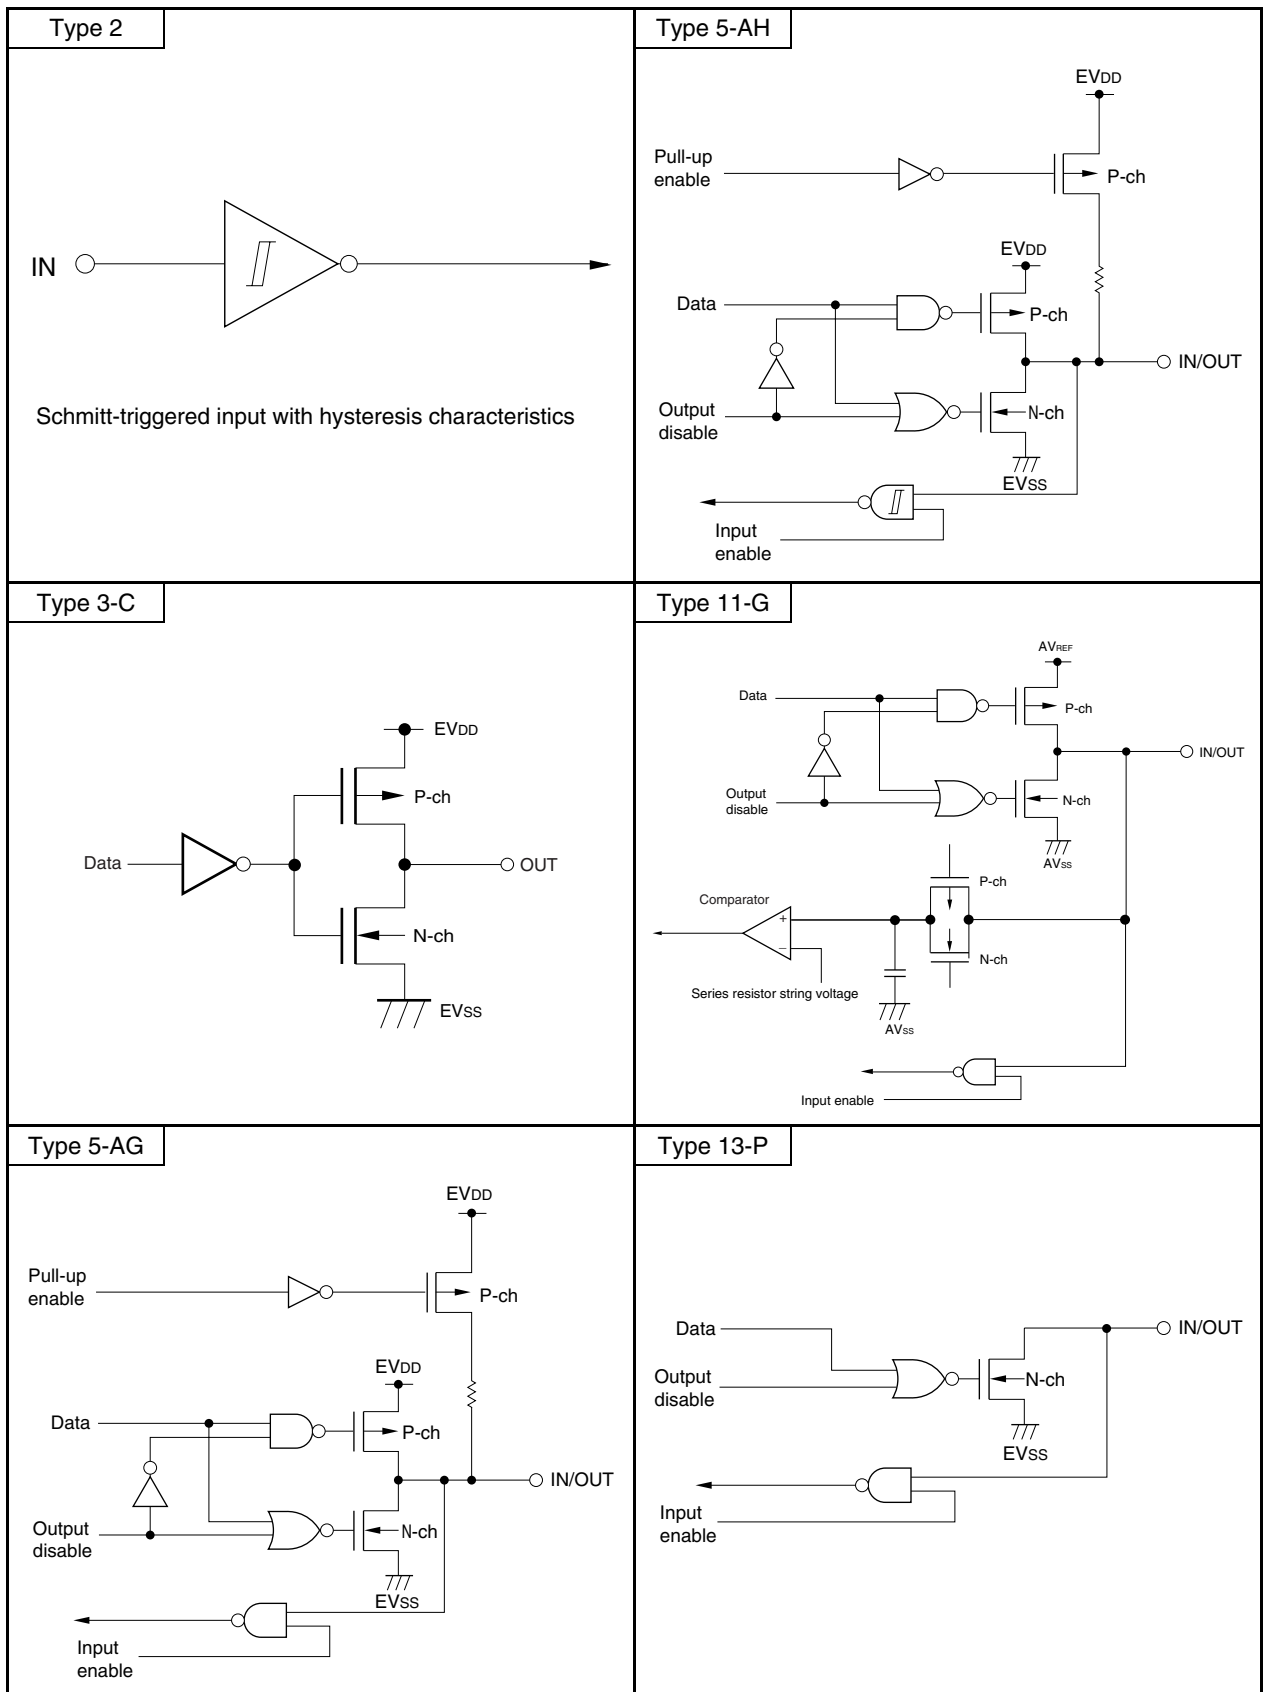 Type 2
IN
Schmitt-triggered input with hysteresis characteristics
Type 5-AH
EVDD
Pull-up
enable
P-ch
EVDD
Data
P-ch
IN/OUT
Output
disable
N-ch
EVSS
Input
enable
Type 3-C
EVDD
P-ch
Data
OUT
N-ch
EVSS
Type 11-G
AVREF
Data
P-ch
IN/OUT
Output
disable
N-ch
AVSS
P-ch
Comparator
+
−
N-ch
Series resistor string voltage
AVSS
Input enable
Type 5-AG
EVDD
Pull-up
enable
P-ch
EVDD
Data
P-ch
IN/OUT
Output
disable
N-ch
EVSS
Input
enable
Type 13-P
Data
IN/OUT
Output
disable
N-ch
EVSS
Input
enable